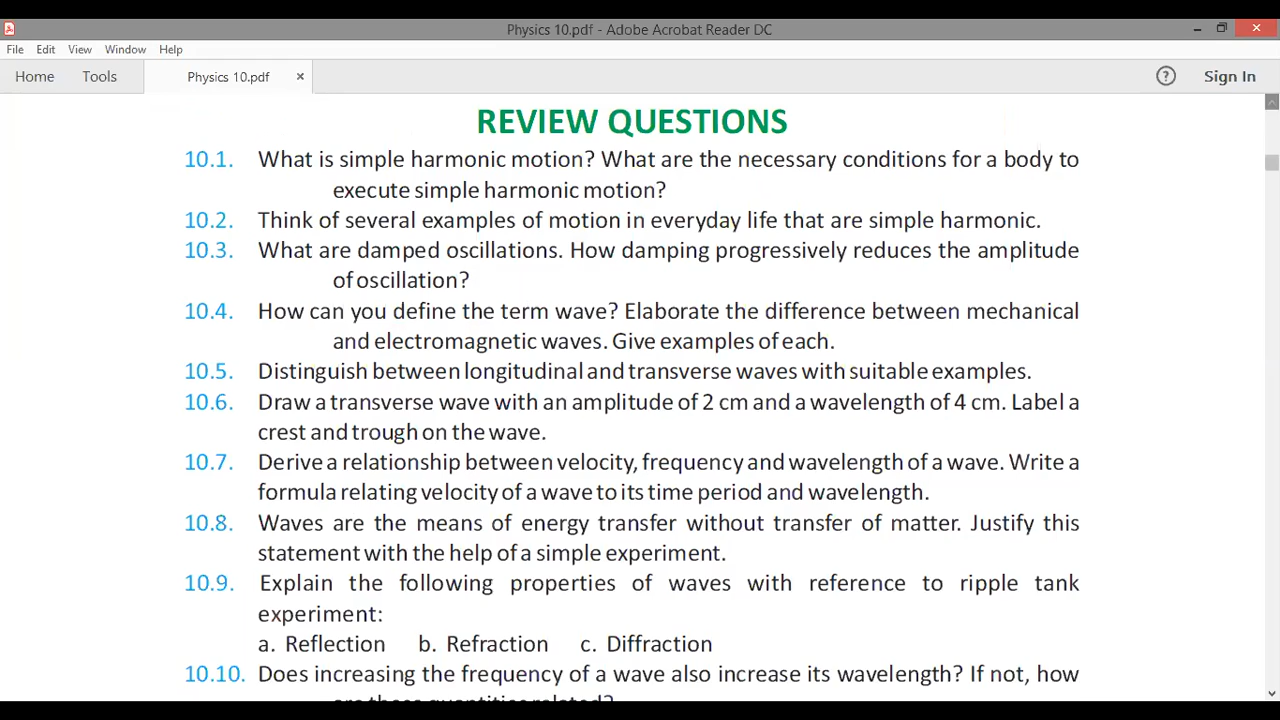 Physics 10.pdf - Adobe Acrobat Reader DC
File Edit View Window Help
Home Tools Physics 10.pdf × ? Sign In
REVIEW QUESTIONS
10.1. What is simple harmonic motion? What are the necessary conditions for a body to
execute simple harmonic motion?
10.2. Think of several examples of motion in everyday life that are simple harmonic.
10.3. What are damped oscillations. How damping progressively reduces the amplitude
of oscillation?
10.4. How can you define the term wave? Elaborate the difference between mechanical
and electromagnetic waves. Give examples of each.
10.5. Distinguish between longitudinal and transverse waves with suitable examples.
10.6. Draw a transverse wave with an amplitude of 2 cm and a wavelength of 4 cm. Label a
crest and trough on the wave.
10.7. Derive a relationship between velocity, frequency and wavelength of a wave. Write a
formula relating velocity of a wave to its time period and wavelength.
10.8. Waves are the means of energy transfer without transfer of matter. Justify this
statement with the help of a simple experiment.
10.9. Explain the following properties of waves with reference to ripple tank
experiment:
a. Reflection b. Refraction c. Diffraction
10.10. Does increasing the frequency of a wave also increase its wavelength? If not, how
are these quantities related?